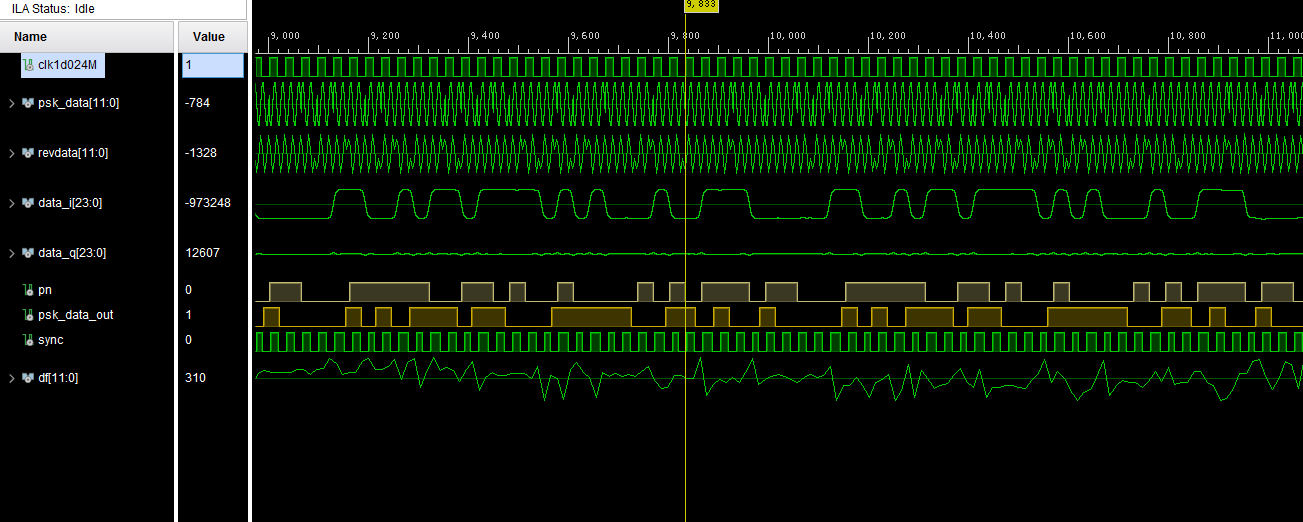 ILA Status: Idle
9,833
Name
Value
9,000
9,200
9,400
9,600
9,800
10,000
10,200
10,400
10,600
10,800
11,000
clk1d024M
1
psk_data[11:0]
-784
revdata[11:0]
-1328
data_i[23:0]
-973248
data_q[23:0]
12607
pn
0
psk_data_out
1
sync
0
df[11:0]
310